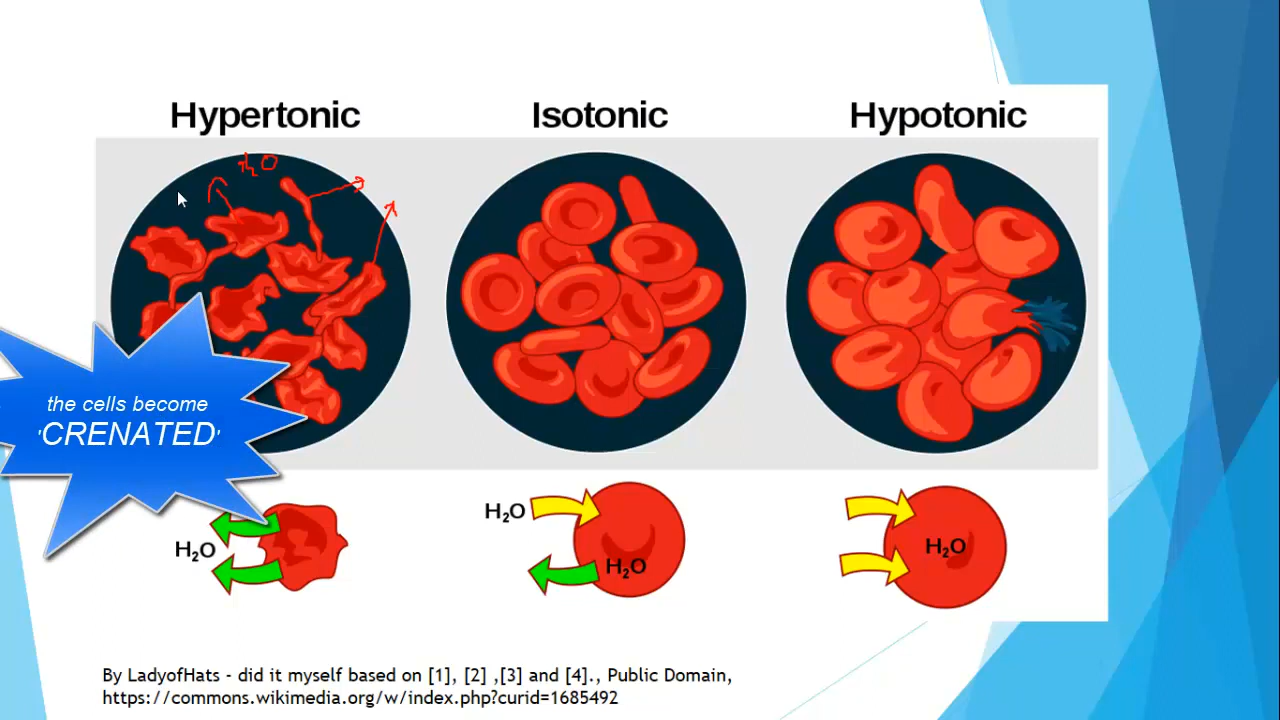 Hypertonic
Isotonic
Hypotonic
H₂O
the cells become
'CRENATED'
H₂O
H₂O
H₂O
H₂O
By LadyofHats - did it myself based on [1], [2] ,[3] and [4]., Public Domain,
https://commons.wikimedia.org/w/index.php?curid=1685492